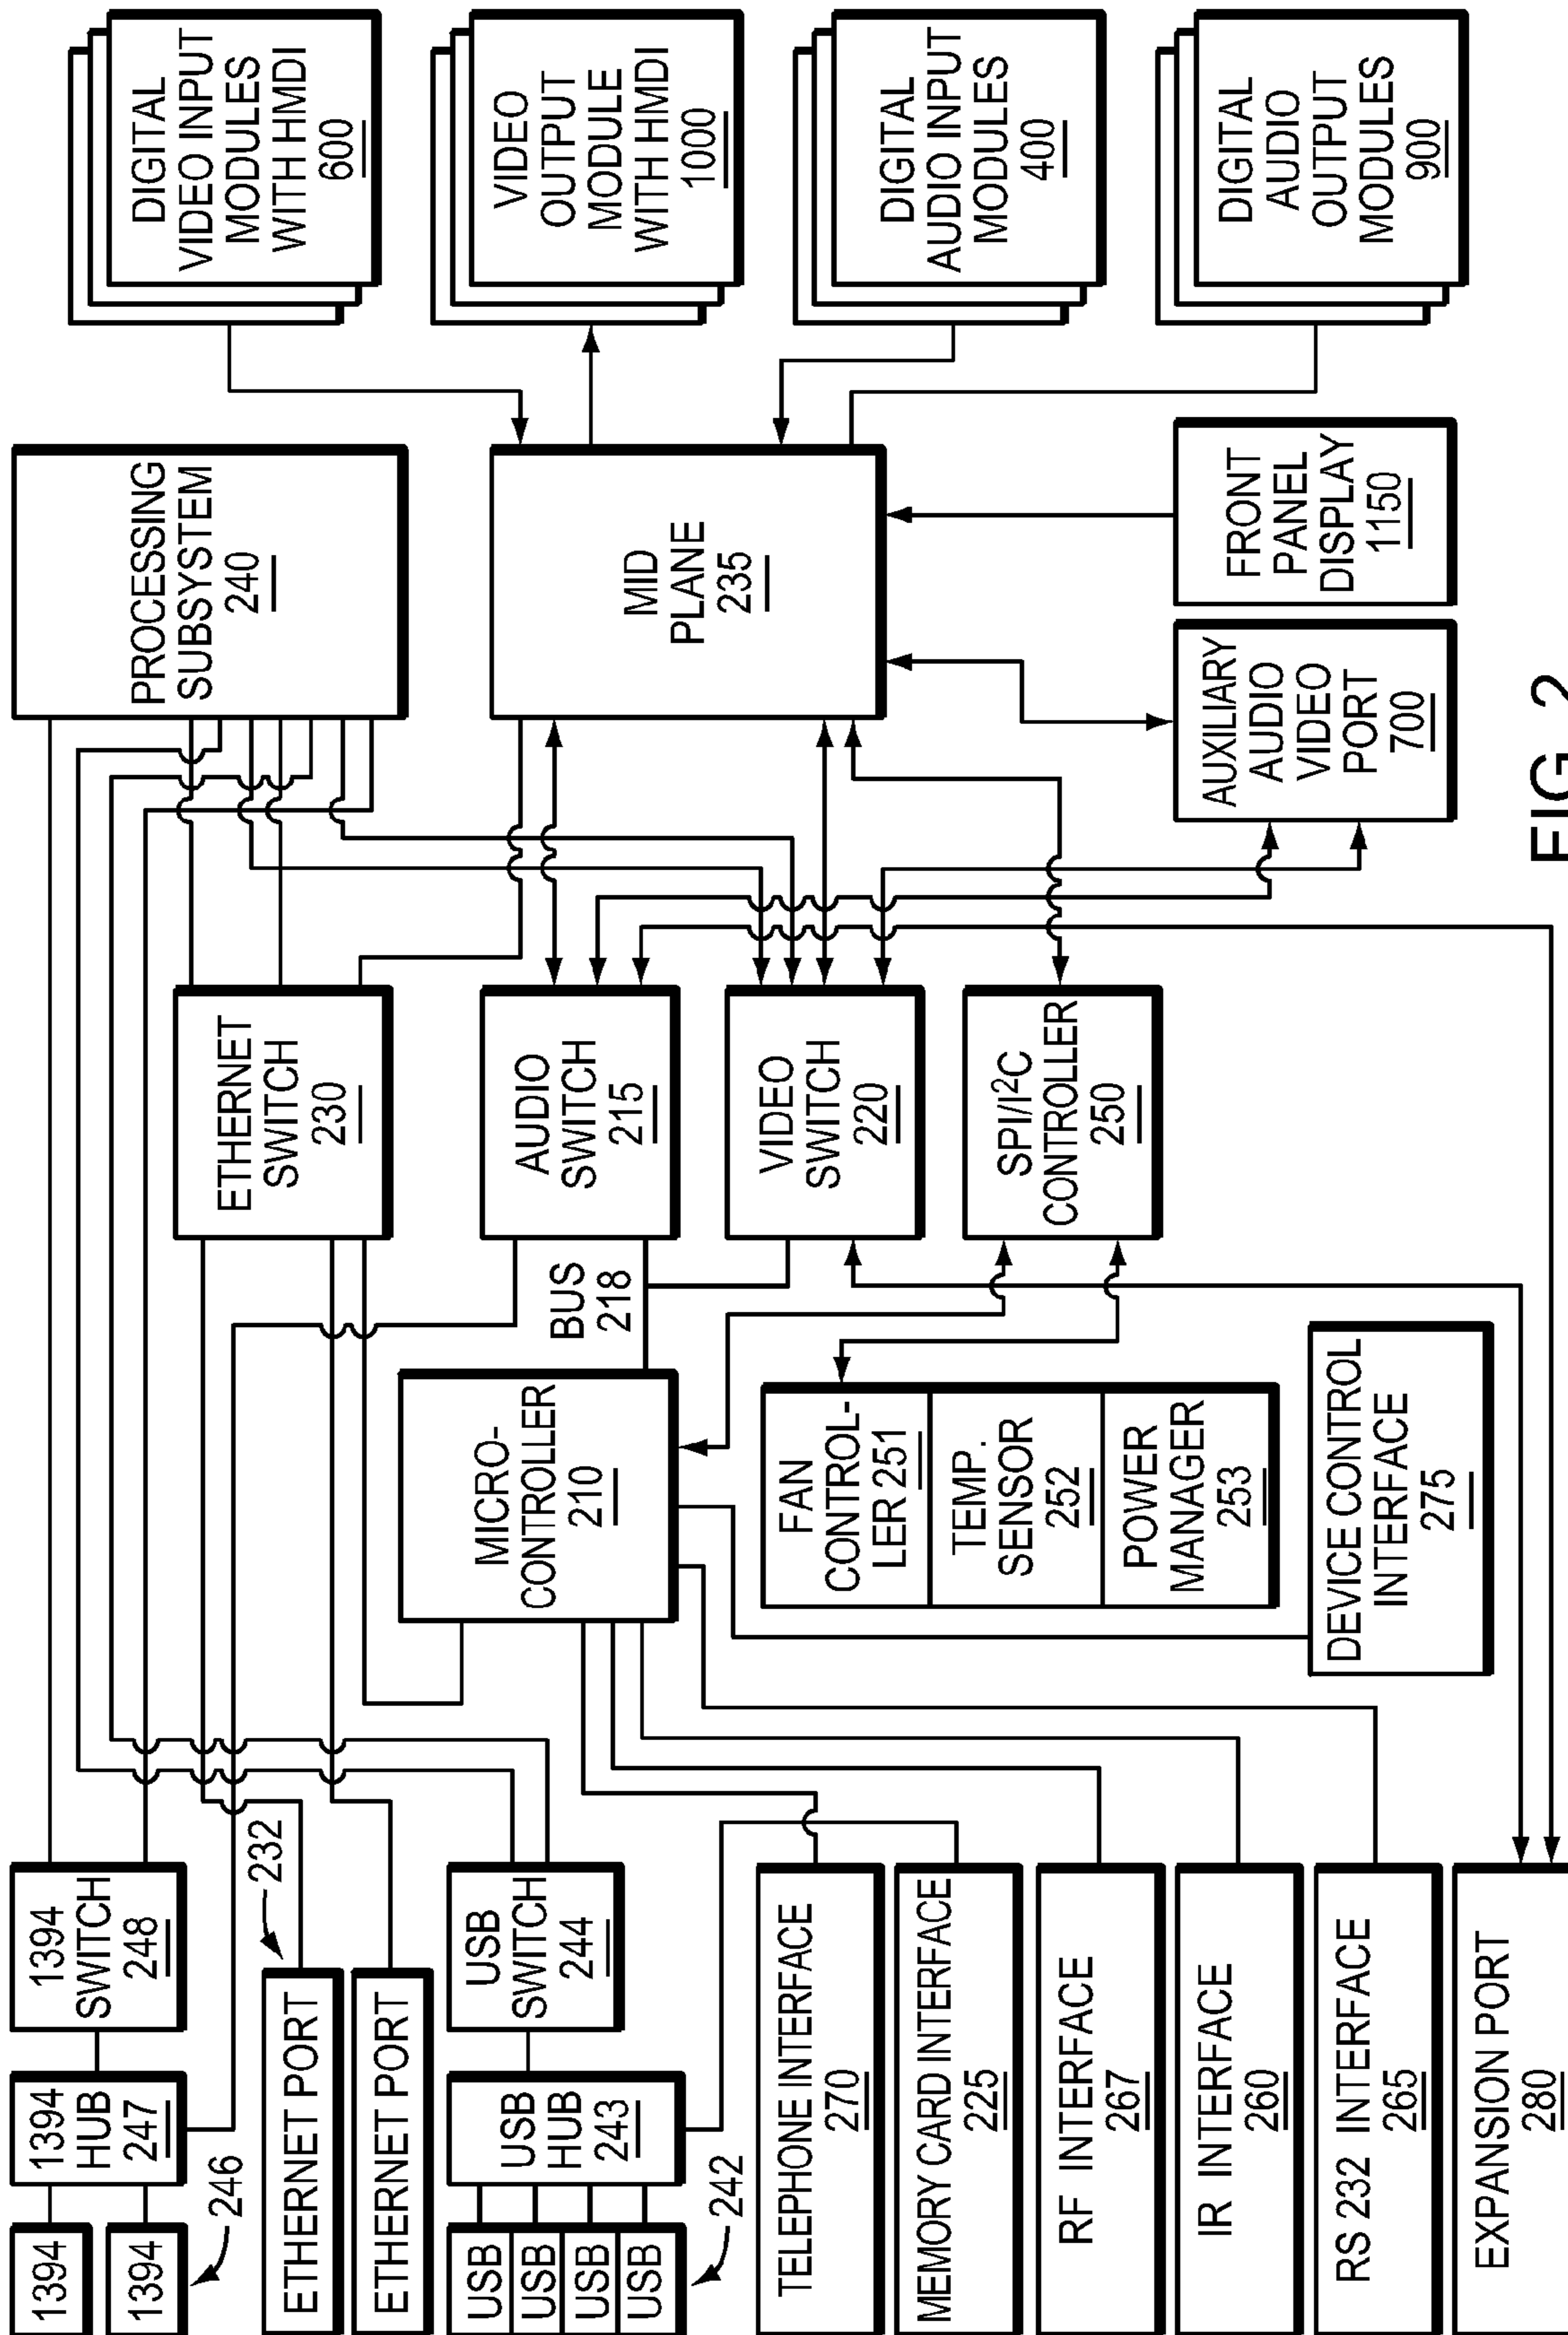 1394
1394
246
1394
HUB
247
1394
SWITCH
248
ETHERNET PORT
ETHERNET PORT
232
USB
USB
USB
USB
242
USB
HUB
243
USB
SWITCH
244
TELEPHONE INTERFACE
270
MEMORY CARD INTERFACE
225
RF INTERFACE
267
IR INTERFACE
260
RS 232 INTERFACE
265
EXPANSION PORT
280
MICRO-
CONTROLLER
210
BUS
218
FAN
CONTROL-
LER 251
TEMP.
SENSOR
252
POWER
MANAGER
253
DEVICE CONTROL
INTERFACE
275
ETHERNET
SWITCH
230
AUDIO
SWITCH
215
VIDEO
SWITCH
220
SPI/I²C
CONTROLLER
250
PROCESSING
SUBSYSTEM
240
MID
PLANE
235
AUXILIARY
AUDIO
VIDEO
PORT
700
FRONT
PANEL
DISPLAY
1150
DIGITAL
VIDEO INPUT
MODULES
WITH HMDI
600
VIDEO
OUTPUT
MODULE
WITH HMDI
1000
DIGITAL
AUDIO INPUT
MODULES
400
DIGITAL
AUDIO
OUTPUT
MODULES
900
FIG. 2